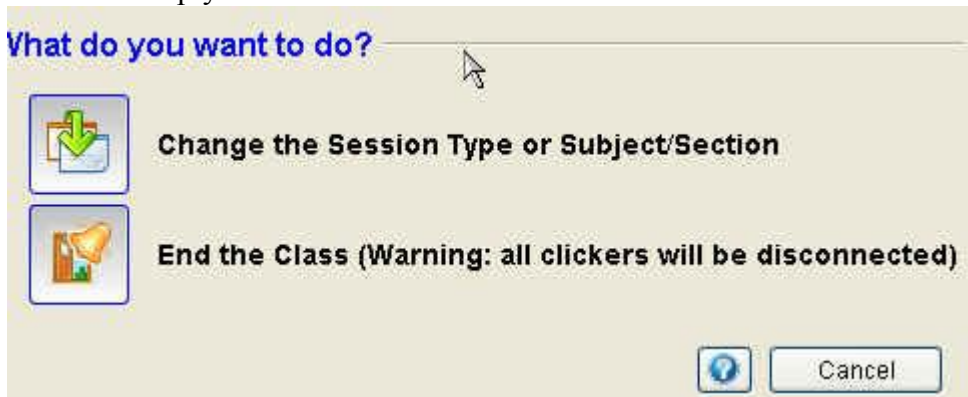 What do you want to do?
Change the Session Type or Subject/Section
End the Class (Warning: all clickers will be disconnected)
Cancel